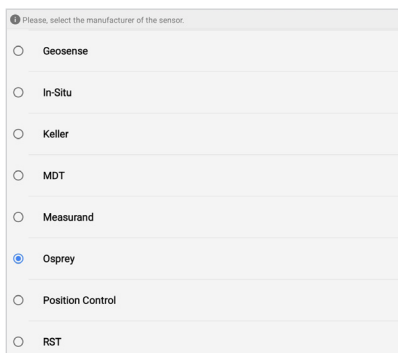 Please, select the manufacturer of the sensor.
Geosense
In-Situ
Keller
MDT
Measurand
Osprey
Position Control
RST